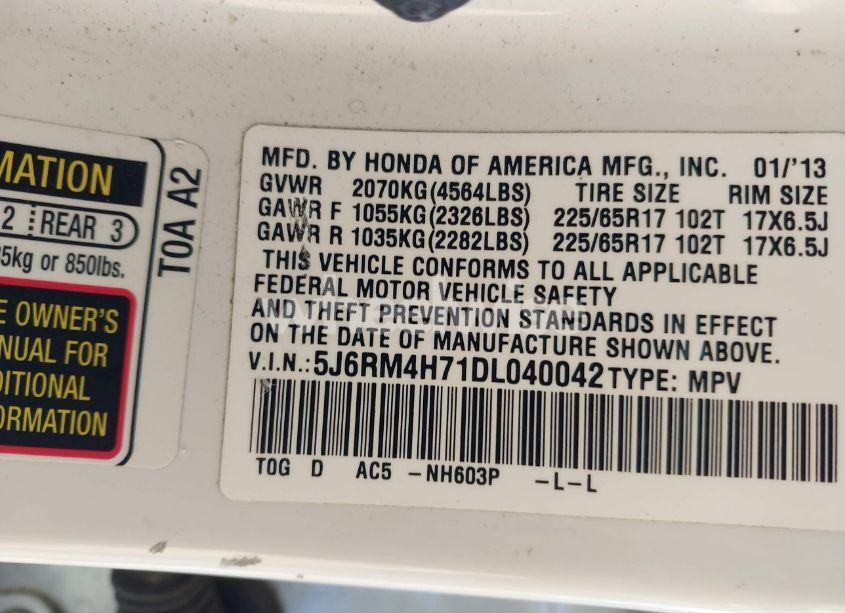 MATION
2 REAR 3
5kg or 850lbs.
E OWNER'S
NUAL FOR
DITIONAL
FORMATION
T0A A2
MFD. BY HONDA OF AMERICA MFG., INC. 01/'13
GVWR 2070KG(4564LBS) TIRE SIZE RIM SIZE
GAWR F 1055KG(2326LBS) 225/65R17 102T 17X6.5J
GAWR R 1035KG(2282LBS) 225/65R17 102T 17X6.5J
THIS VEHICLE CONFORMS TO ALL APPLICABLE
FEDERAL MOTOR VEHICLE SAFETY
AND THEFT PREVENTION STANDARDS IN EFFECT
ON THE DATE OF MANUFACTURE SHOWN ABOVE.
V.I.N.:5J6RM4H71DL040042 TYPE: MPV
T0G D AC5 -NH603P -L-L